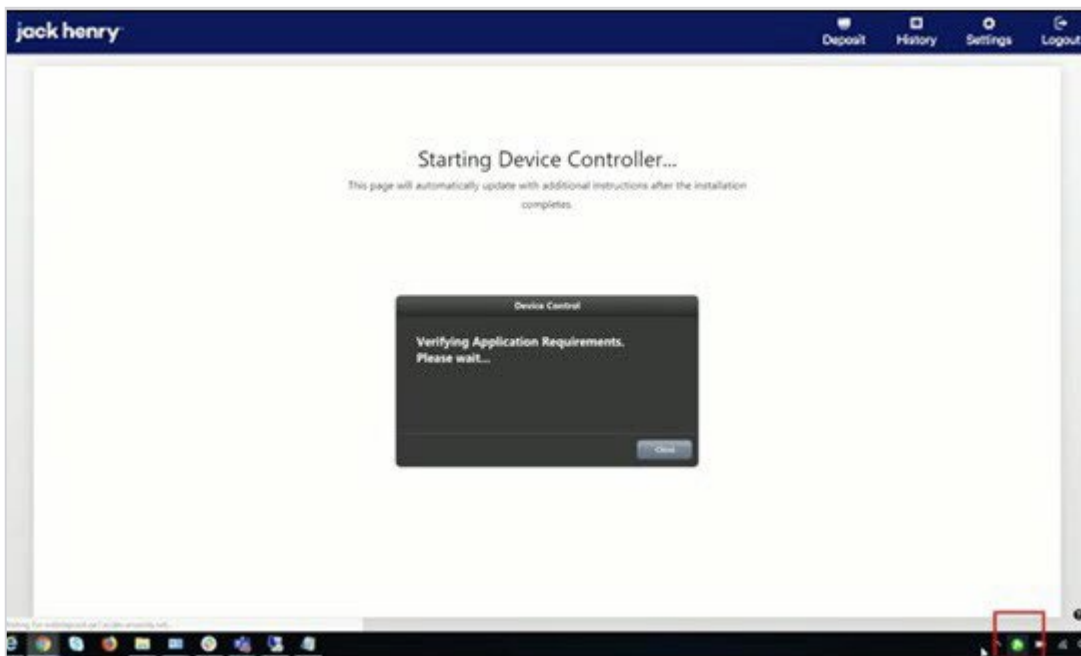 jack henry
Deposit
History
Settings
Logout
Starting Device Controller...
This page will automatically update with additional instructions after the installation
completes.
Device Control
Verifying Application Requirements.
Please wait...
Close